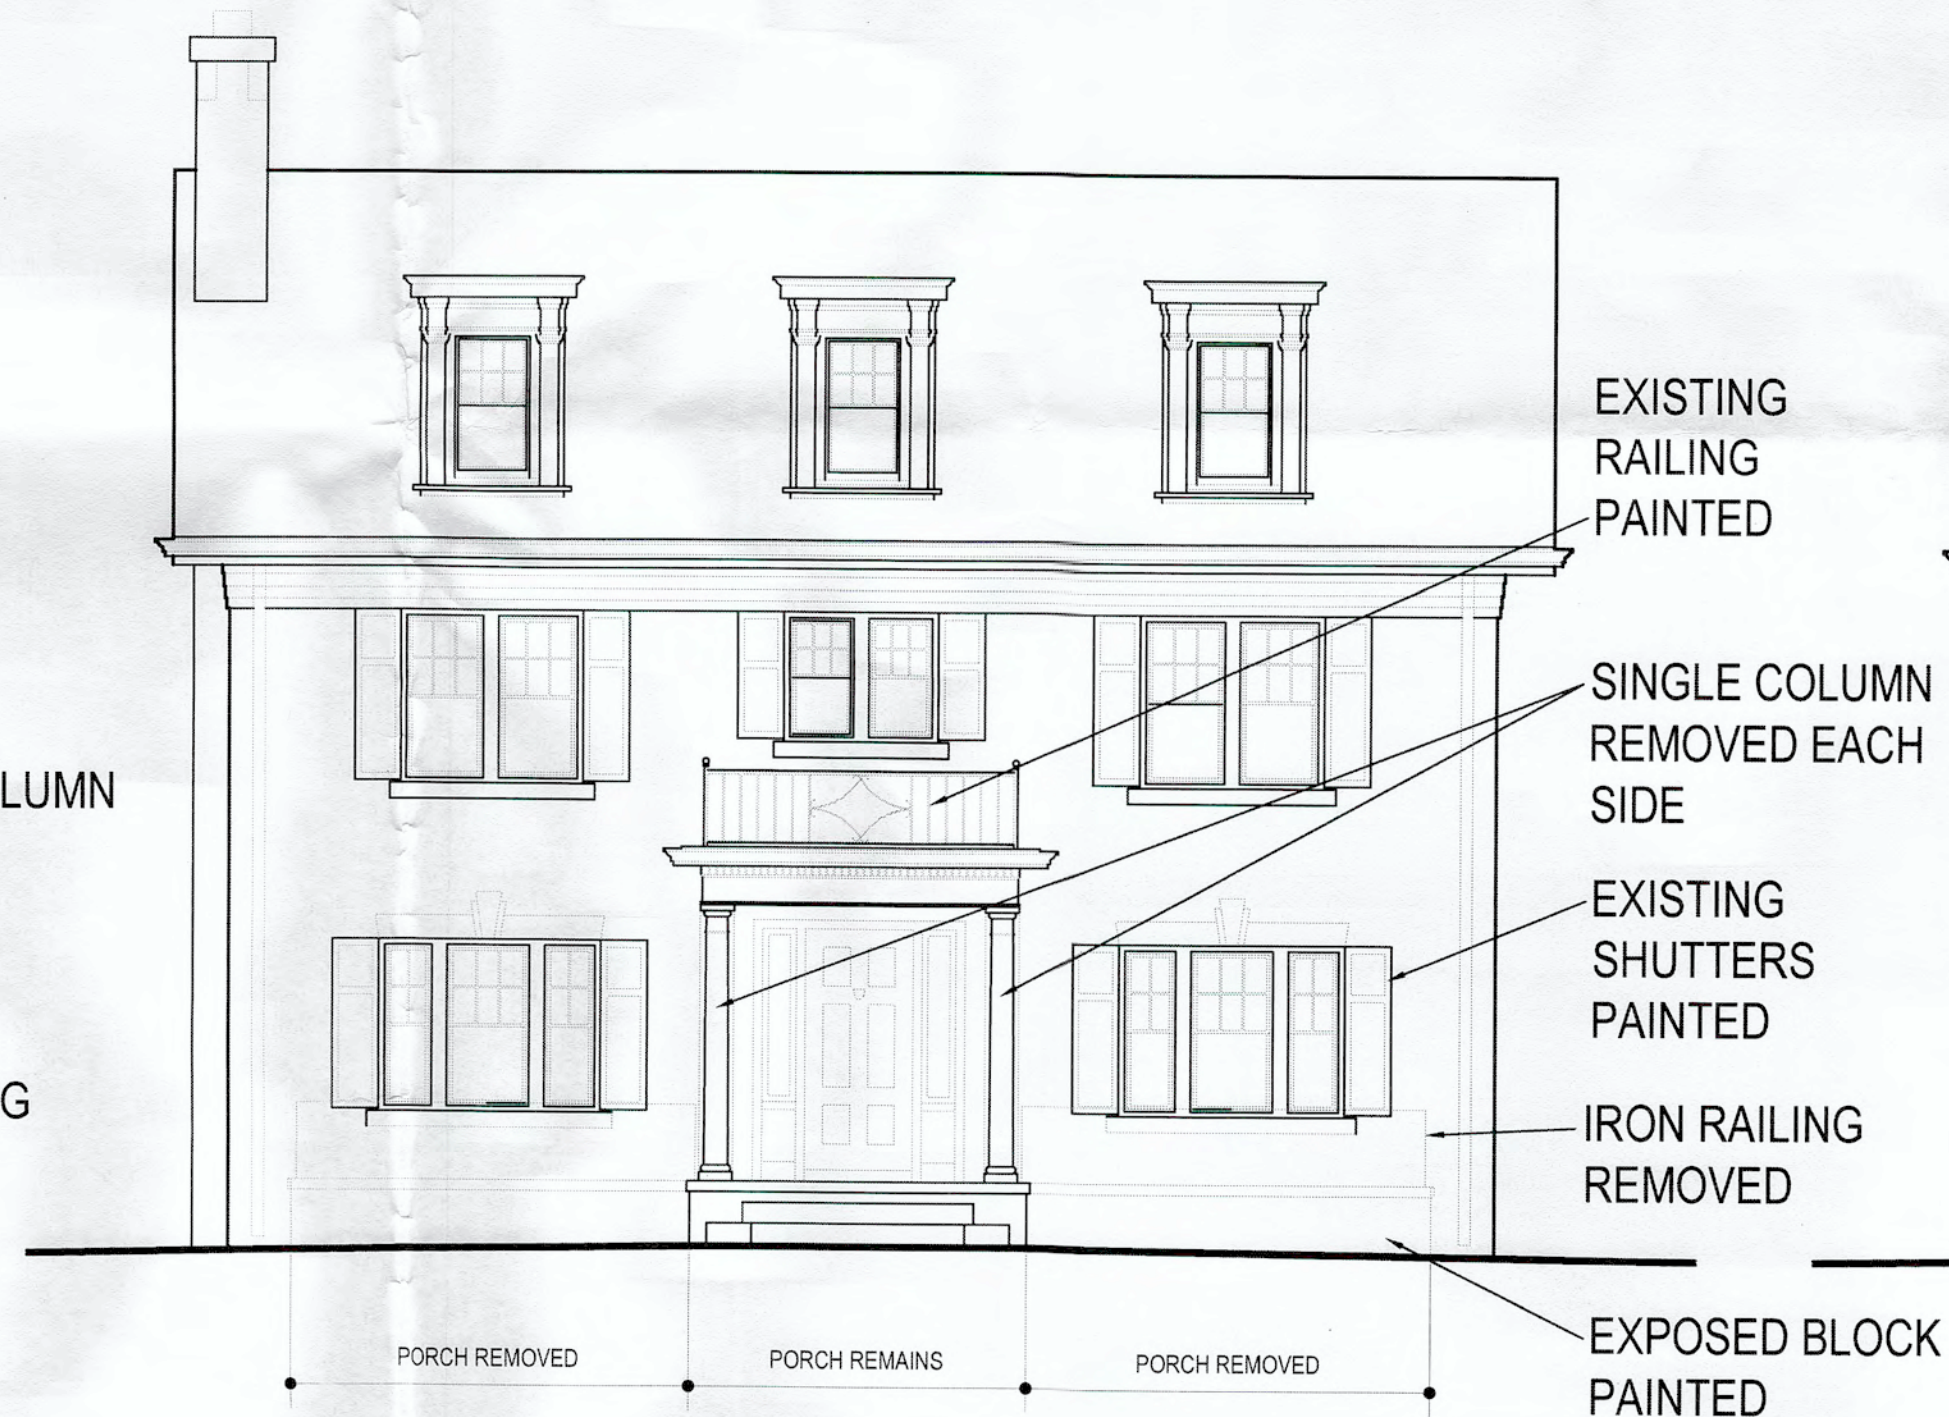 EXISTING
RAILING
PAINTED
SINGLE COLUMN
REMOVED EACH
SIDE
LUMN
EXISTING
SHUTTERS
PAINTED
G
IRON RAILING
REMOVED
EXPOSED BLOCK
PAINTED
PORCH REMOVED
PORCH REMAINS
PORCH REMOVED